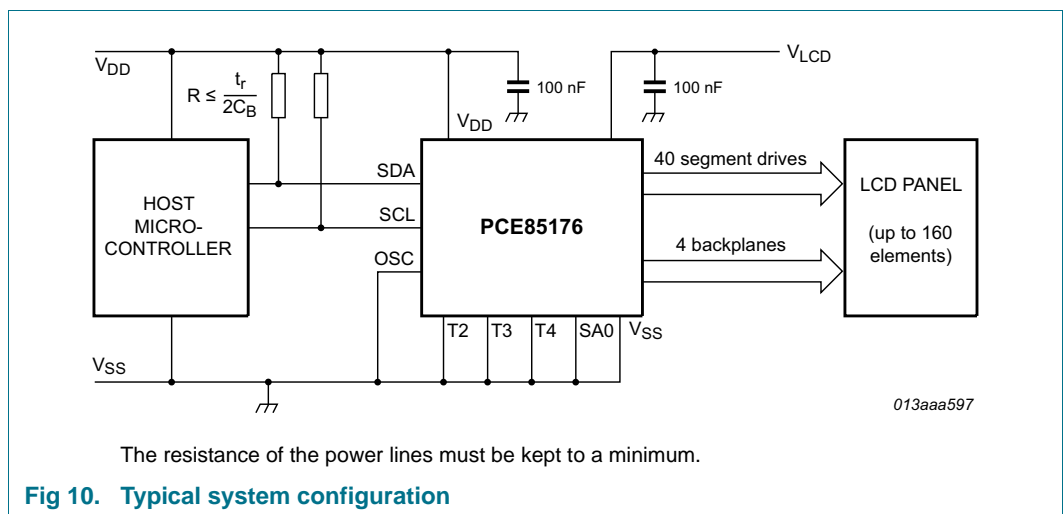 VDD
R ≤ tr
2CB
VDD
100 nF
VLCD
100 nF
HOST
MICRO-
CONTROLLER
SDA
SCL
OSC
PCE85176
40 segment drives
4 backplanes
LCD PANEL
(up to 160
elements)
T2
T3
T4
SA0
VSS
VSS
013aaa597
The resistance of the power lines must be kept to a minimum.
Fig 10. Typical system configuration